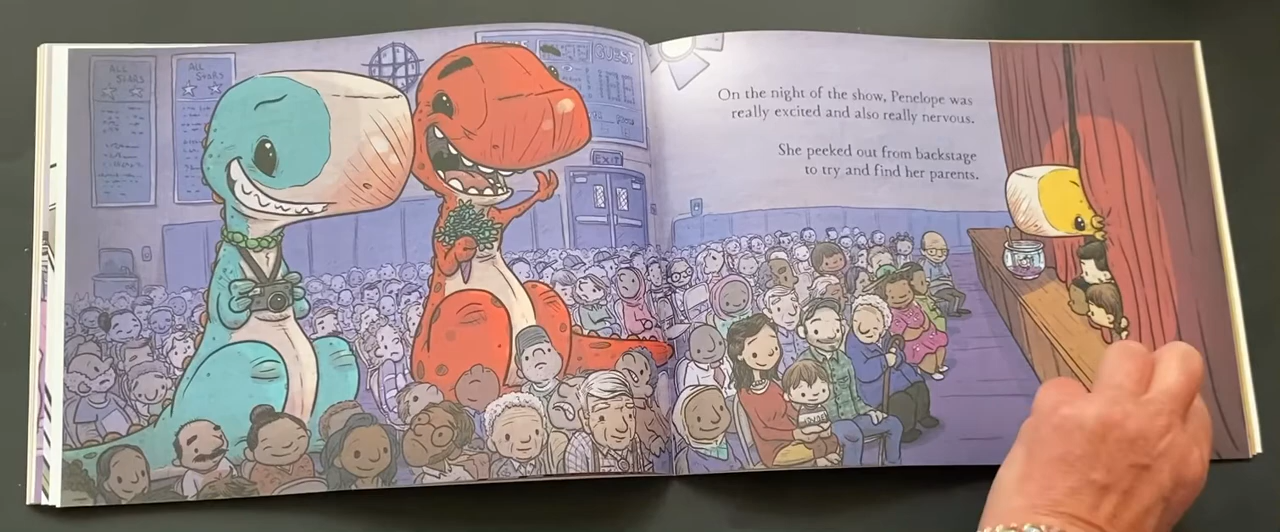 ALL
STARS
ALL
STARS
GUEST
EXIT
On the night of the show, Penelope was
really excited and also really nervous.
She peeked out from backstage
to try and find her parents.